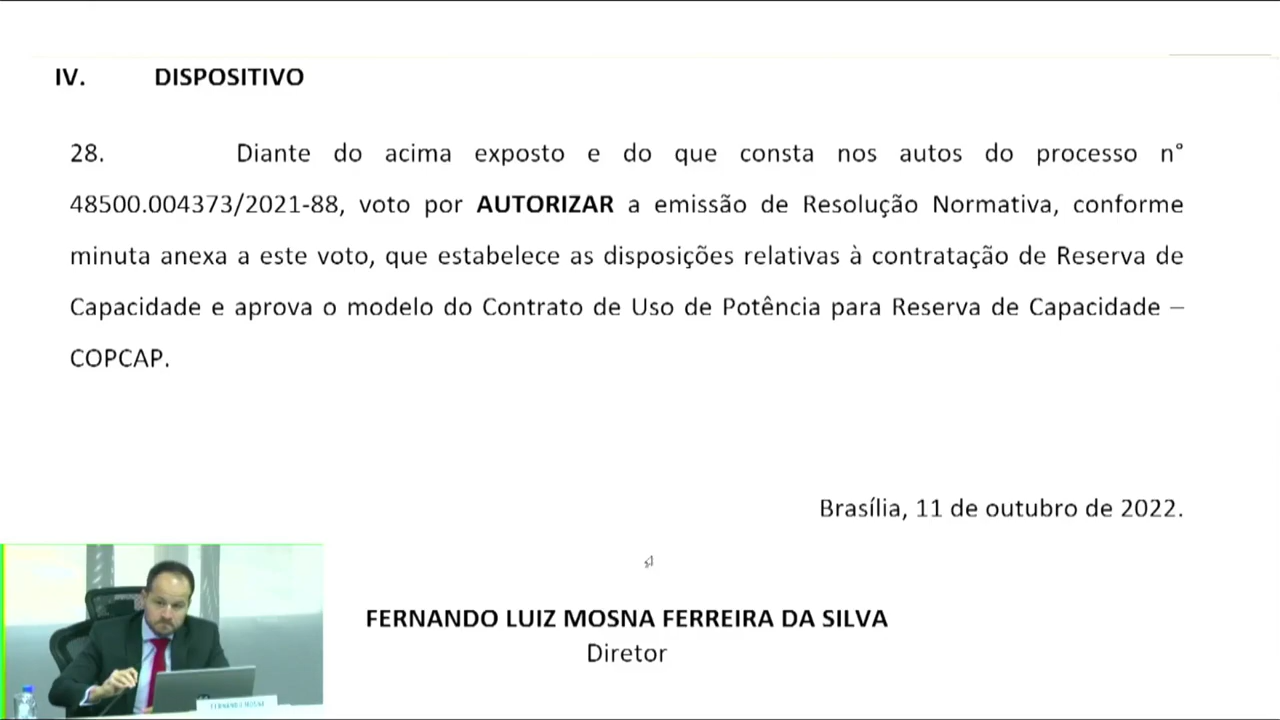 IV. DISPOSITIVO
28. Diante do acima exposto e do que consta nos autos do processo n°
48500.004373/2021-88, voto por AUTORIZAR a emissão de Resolução Normativa, conforme
minuta anexa a este voto, que estabelece as disposições relativas à contratação de Reserva de
Capacidade e aprova o modelo do Contrato de Uso de Potência para Reserva de Capacidade –
COPCAP.
Brasília, 11 de outubro de 2022.
FERNANDO LUIZ MOSNA FERREIRA DA SILVA
Diretor
FERNANDO MOSNA